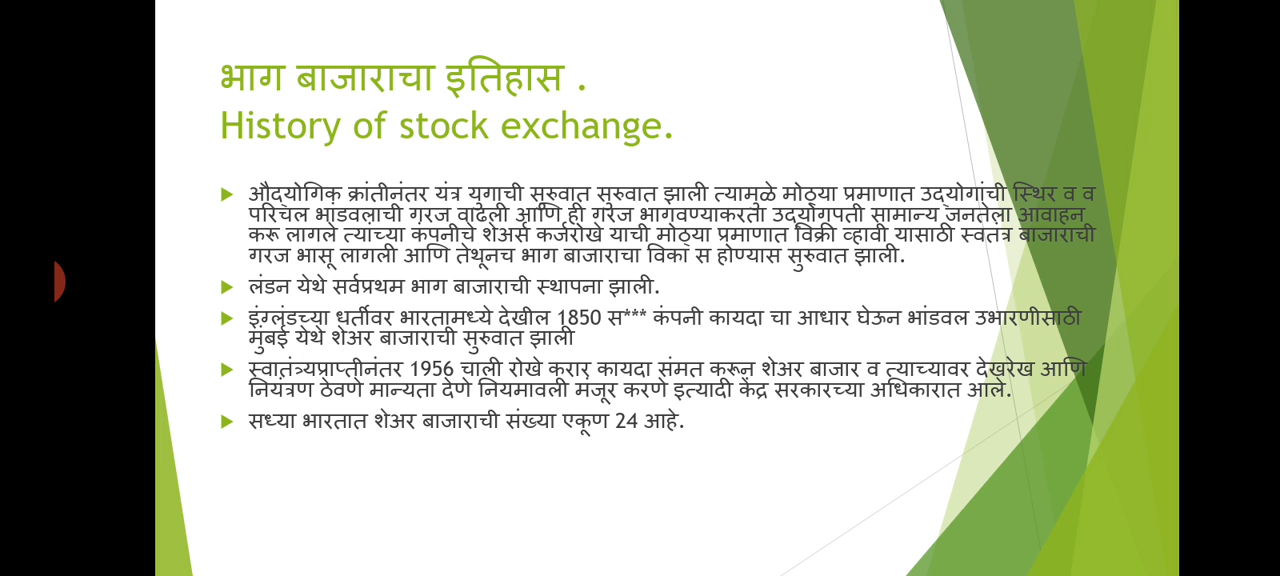 भाग बाजाराचा इतिहास .
History of stock exchange.
औद्योगिक क्रांतीनंतर यंत्र युगाची सुरुवात सुरुवात झाली त्यामुळे मोठ्या प्रमाणात उद्योगांची स्थिर व व
परिचल भांडवलाची गरज वाढली आणि ही गरज भागवण्याकरता उद्योगपती सामान्य जनतेला आवाहन
करू लागले त्यांच्या कंपनीचे शेअर्स कर्जरोखे याची मोठ्या प्रमाणात विक्री व्हावी यासाठी स्वतंत्र बाजाराची
गरज भासू लागली आणि तेथूनच भाग बाजाराचा विका स होण्यास सुरुवात झाली.
लंडन येथे सर्वप्रथम भाग बाजाराची स्थापना झाली.
इंग्लंडच्या धर्तीवर भारतामध्ये देखील 1850 स*** कंपनी कायदा चा आधार घेऊन भांडवल उभारणीसाठी
मुंबई येथे शेअर बाजाराची सुरुवात झाली
स्वातंत्र्यप्राप्तीनंतर 1956 चाली रोखे करार कायदा संमत करून शेअर बाजार व त्याच्यावर देखरेख आणि
नियंत्रण ठेवणे मान्यता देणे नियमावली मंजूर करणे इत्यादी केंद्र सरकारच्या अधिकारात आले.
सध्या भारतात शेअर बाजाराची संख्या एकूण 24 आहे.